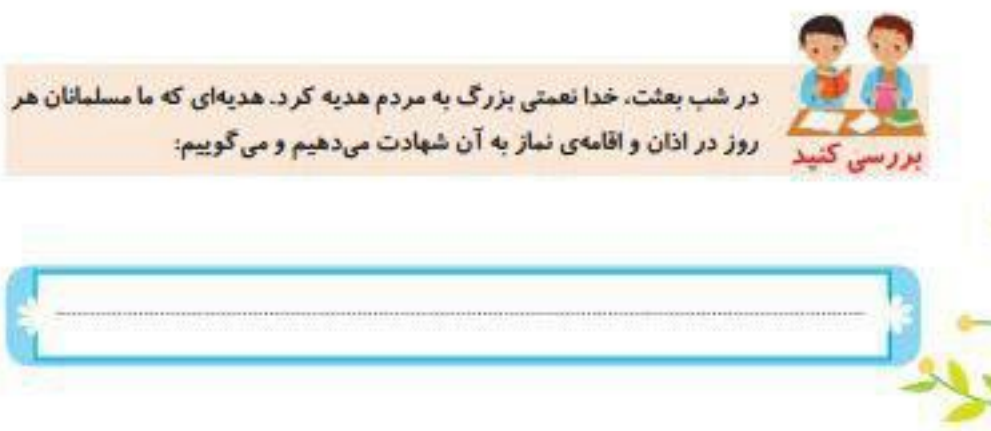 در شب بعثت، خدا نعمتی بزرگ به مردم هدیه کرد. هدیه‌ای که ما مسلمانان هر
روز در اذان و اقامه‌ی نماز به آن شهادت می‌دهیم و می‌گوییم:
بررسی کنید